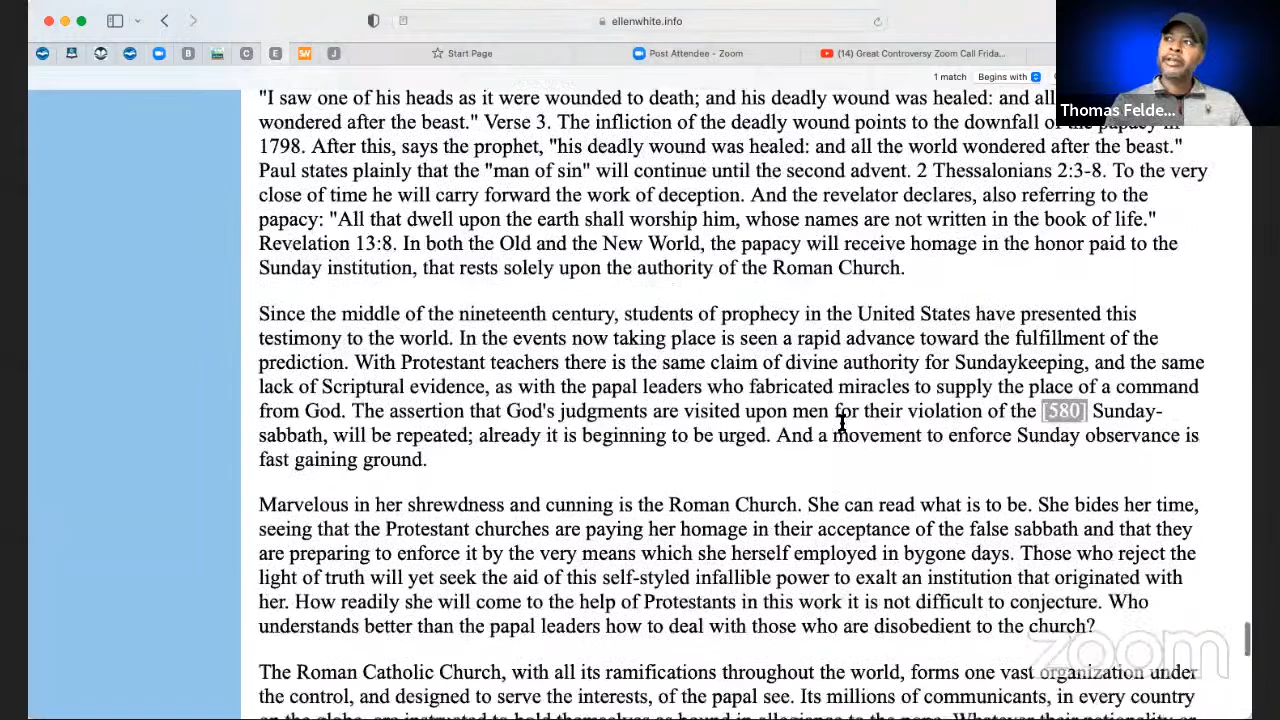 ellenwhite.info
B
C
E
SW
J
Start Page
Post Attendee - Zoom
(14) Great Controversy Zoom Call Frida...
1 match
Begins with
Thomas Felde...
"I saw one of his heads as it were wounded to death; and his deadly wound was healed: and all
wondered after the beast." Verse 3. The infliction of the deadly wound points to the downfall of the papacy in
1798. After this, says the prophet, "his deadly wound was healed: and all the world wondered after the beast."
Paul states plainly that the "man of sin" will continue until the second advent. 2 Thessalonians 2:3-8. To the very
close of time he will carry forward the work of deception. And the revelator declares, also referring to the
papacy: "All that dwell upon the earth shall worship him, whose names are not written in the book of life."
Revelation 13:8. In both the Old and the New World, the papacy will receive homage in the honor paid to the
Sunday institution, that rests solely upon the authority of the Roman Church.
Since the middle of the nineteenth century, students of prophecy in the United States have presented this
testimony to the world. In the events now taking place is seen a rapid advance toward the fulfillment of the
prediction. With Protestant teachers there is the same claim of divine authority for Sundaykeeping, and the same
lack of Scriptural evidence, as with the papal leaders who fabricated miracles to supply the place of a command
from God. The assertion that God's judgments are visited upon men for their violation of the [580] Sunday-
sabbath, will be repeated; already it is beginning to be urged. And a movement to enforce Sunday observance is
fast gaining ground.
Marvelous in her shrewdness and cunning is the Roman Church. She can read what is to be. She bides her time,
seeing that the Protestant churches are paying her homage in their acceptance of the false sabbath and that they
are preparing to enforce it by the very means which she herself employed in bygone days. Those who reject the
light of truth will yet seek the aid of this self-styled infallible power to exalt an institution that originated with
her. How readily she will come to the help of Protestants in this work it is not difficult to conjecture. Who
understands better than the papal leaders how to deal with those who are disobedient to the church?
zoom
The Roman Catholic Church, with all its ramifications throughout the world, forms one vast organization under
the control, and designed to serve the interests, of the papal see. Its millions of communicants, in every country